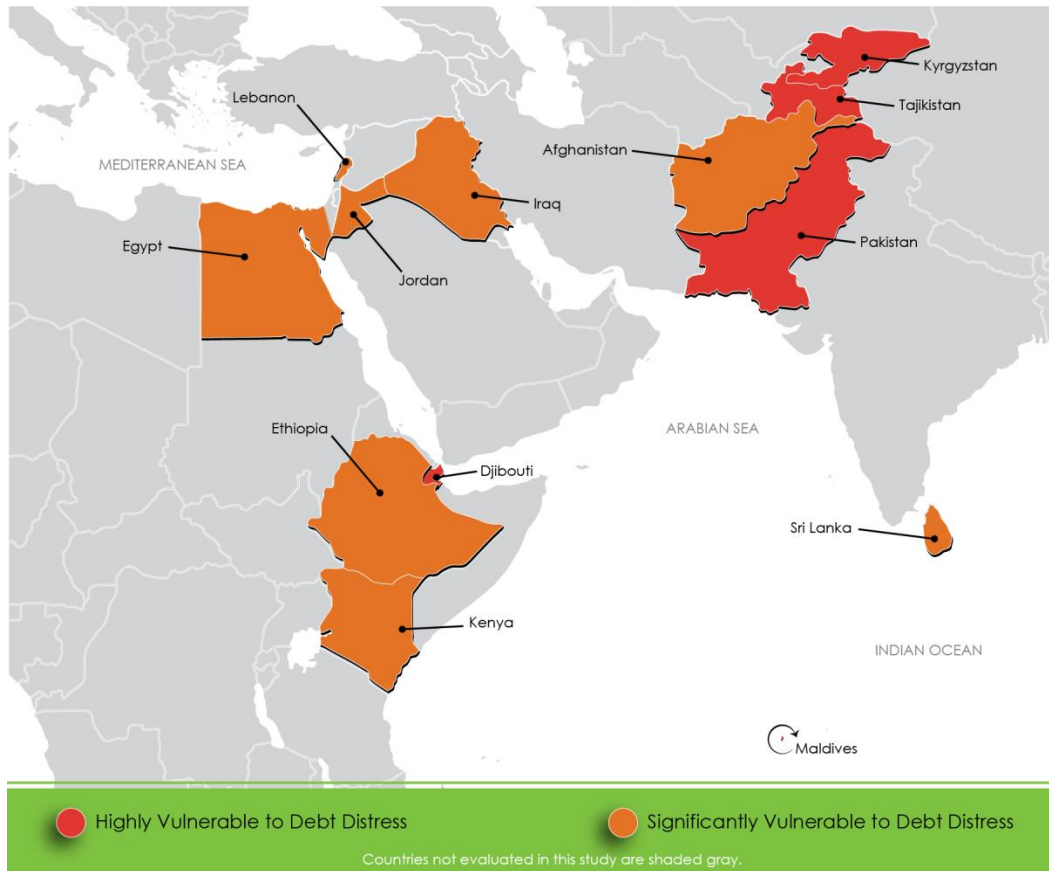 Kyrgyzstan
Lebanon
Tajikistan
Afghanistan
MEDITERRANEAN SEA
Iraq
Pakistan
Egypt
Jordan
Ethiopia
ARABIAN SEA
Djibouti
Sri Lanka
Kenya
INDIAN OCEAN
Maldives
Highly Vulnerable to Debt Distress
Significantly Vulnerable to Debt Distress
Countries not evaluated in this study are shaded gray.